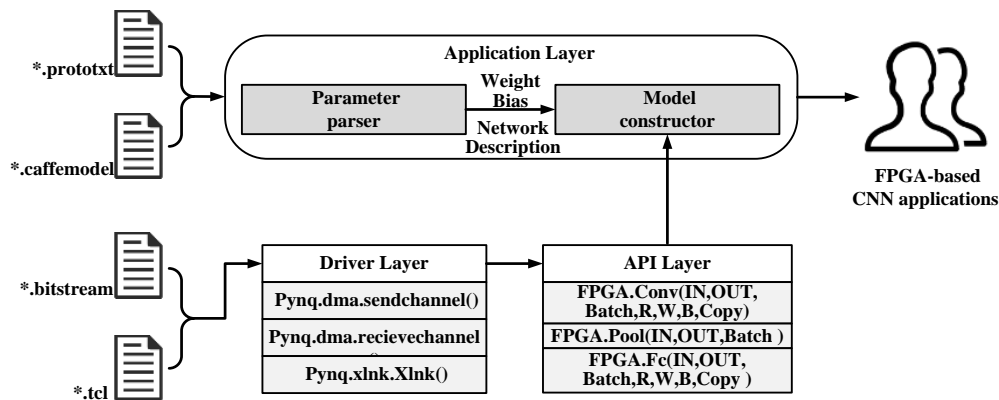 *.prototxt
*.caffemodel
Application Layer
Parameter
parser
Weight
Bias
Network
Description
Model
constructor
FPGA-based
CNN applications
*.bitstream
*.tcl
Driver Layer
Pynq.dma.sendchannel()
Pynq.dma.recievechannel
()
Pynq.xlnk.Xlnk()
API Layer
FPGA.Conv(IN,OUT,
Batch,R,W,B,Copy)
FPGA.Pool(IN,OUT,Batch )
FPGA.Fc(IN,OUT,
Batch,R,W,B,Copy )